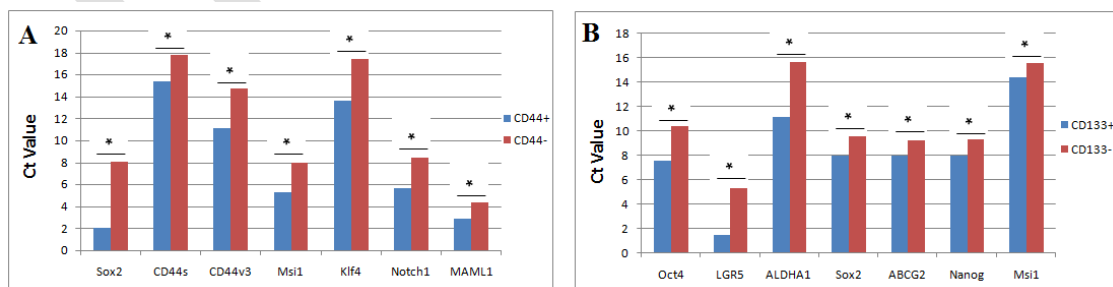 A
Ct Value
20
18
16
14
12
10
8
6
4
2
0
* * * * * * *
Sox2 CD44s CD44v3 Msi1 Klf4 Notch1 MAML1
CD44+
CD44-
B
Ct Value
18
16
14
12
10
8
6
4
2
0
* * * * * * *
Oct4 LGR5 ALDHA1 Sox2 ABCG2 Nanog Msi1
CD133+
CD133-